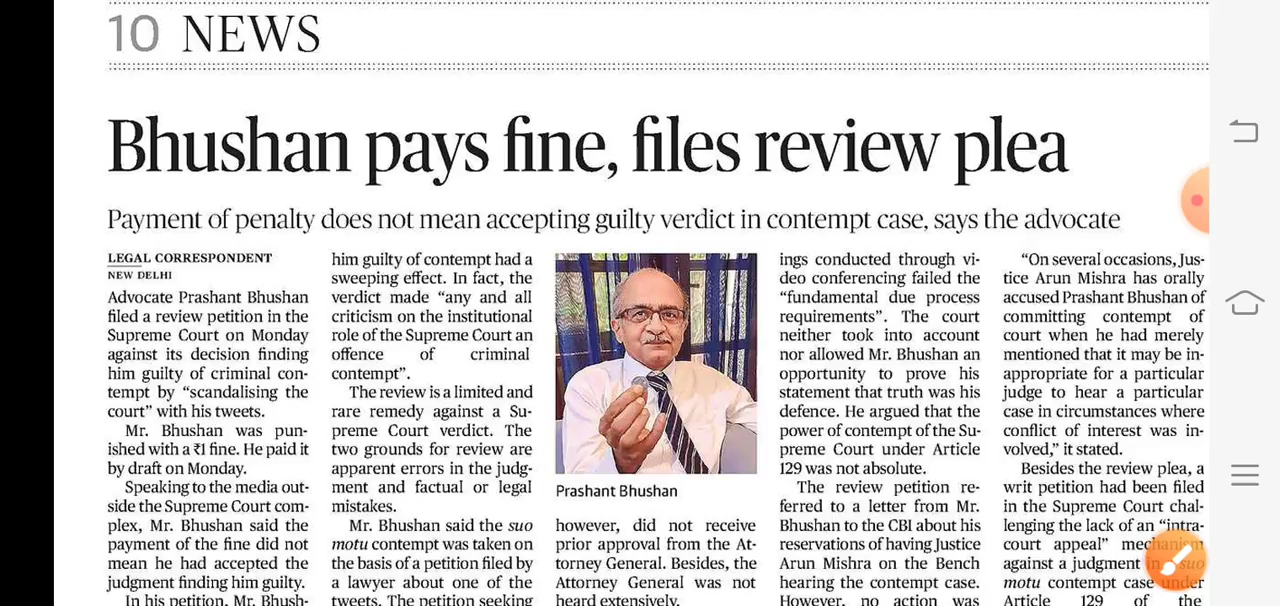 10 NEWS
Bhushan pays fine, files review plea
Payment of penalty does not mean accepting guilty verdict in contempt case, says the advocate
LEGAL CORRESPONDENT
NEW DELHI
Advocate Prashant Bhushan
filed a review petition in the
Supreme Court on Monday
against its decision finding
him guilty of criminal con-
tempt by “scandalising the
court” with his tweets.
Mr. Bhushan was pun-
ished with a ₹1 fine. He paid it
by draft on Monday.
Speaking to the media out-
side the Supreme Court com-
plex, Mr. Bhushan said the
payment of the fine did not
mean he had accepted the
judgment finding him guilty.
In his petition, Mr. Bhush-
him guilty of contempt had a
sweeping effect. In fact, the
verdict made “any and all
criticism on the institutional
role of the Supreme Court an
offence of criminal
contempt”.
The review is a limited and
rare remedy against a Su-
preme Court verdict. The
two grounds for review are
apparent errors in the judg-
ment and factual or legal
mistakes.
Mr. Bhushan said the suo
motu contempt was taken on
the basis of a petition filed by
a lawyer about one of the
tweets. The petition seeking
Prashant Bhushan
however, did not receive
prior approval from the At-
torney General. Besides, the
Attorney General was not
heard extensively.
ings conducted through vi-
deo conferencing failed the
“fundamental due process
requirements”. The court
neither took into account
nor allowed Mr. Bhushan an
opportunity to prove his
statement that truth was his
defence. He argued that the
power of contempt of the Su-
preme Court under Article
129 was not absolute.
The review petition re-
ferred to a letter from Mr.
Bhushan to the CBI about his
reservations of having Justice
Arun Mishra on the Bench
hearing the contempt case.
However, no action was
“On several occasions, Jus-
tice Arun Mishra has orally
accused Prashant Bhushan of
committing contempt of
court when he had merely
mentioned that it may be in-
appropriate for a particular
judge to hear a particular
case in circumstances where
conflict of interest was in-
volved,” it stated.
Besides the review plea, a
writ petition had been filed
in the Supreme Court chal-
lenging the lack of an “intra-
court appeal” mechanism
against a judgment in suo
motu contempt case under
Article 129 of the